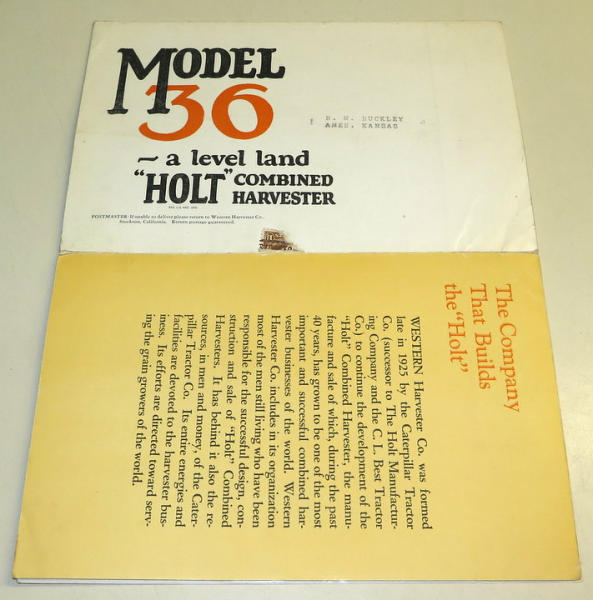 MODEL
36
~ a level land
"HOLT" COMBINED
HARVESTER
POSTMASTER: If unable to deliver please return to Western Harvester Co.,
Stockton, California. Return postage guaranteed.
R. M. BUCKLEY
AMES, KANSAS
The Company
That Builds
the "Holt"
WESTERN Harvester Co. was formed
late in 1925 by the Caterpillar Tractor
Co. (successor to The Holt Manufactur-
ing Company and the C. L. Best Tractor
Co.) to continue the development of the
"Holt" Combined Harvester, the manu-
facture and sale of which, during the past
40 years, has grown to be one of the most
important and successful combined har-
vester businesses of the world. Western
Harvester Co. includes in its organization
most of the men still living who have been
responsible for the successful design, con-
struction and sale of "Holt" Combined
Harvesters. It has behind it also the re-
sources, in men and money, of the Cater-
pillar Tractor Co. Its entire energies and
facilities are devoted to the harvester bus-
iness. Its efforts are directed toward serv-
ing the grain growers of the world.